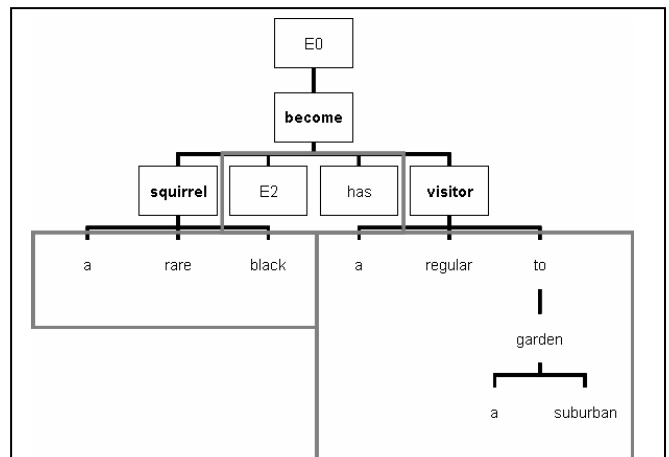 E0
become
squirrel E2 has visitor
a rare black a regular to
garden
a suburban